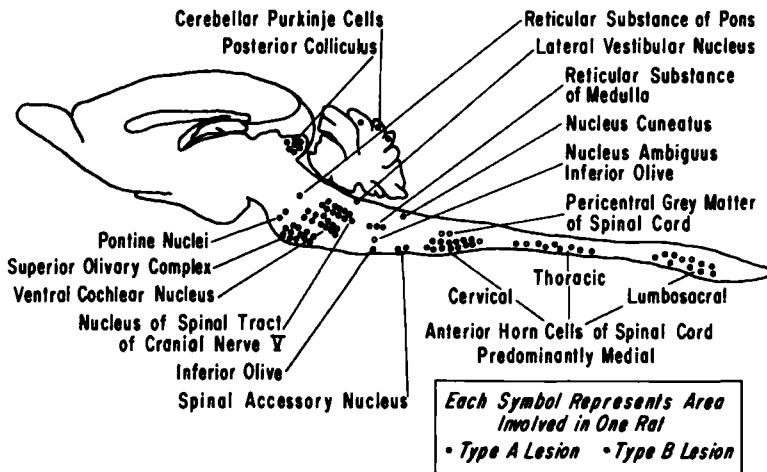 Cerebellar Purkinje Cells
Posterior Colliculus
Reticular Substance of Pons
Lateral Vestibular Nucleus
Reticular Substance
of Medulla
Nucleus Cuneatus
Nucleus Ambiguus
Inferior Olive
Pericentral Grey Matter
of Spinal Cord
Pontine Nuclei
Superior Olivary Complex
Ventral Cochlear Nucleus
Nucleus of Spinal Tract
of Cranial Nerve V
Inferior Olive
Spinal Accessory Nucleus
Cervical
Thoracic
Lumbosacral
Anterior Horn Cells of Spinal Cord
Predominantly Medial
Each Symbol Represents Area
Involved in One Rat
• Type A Lesion • Type B Lesion